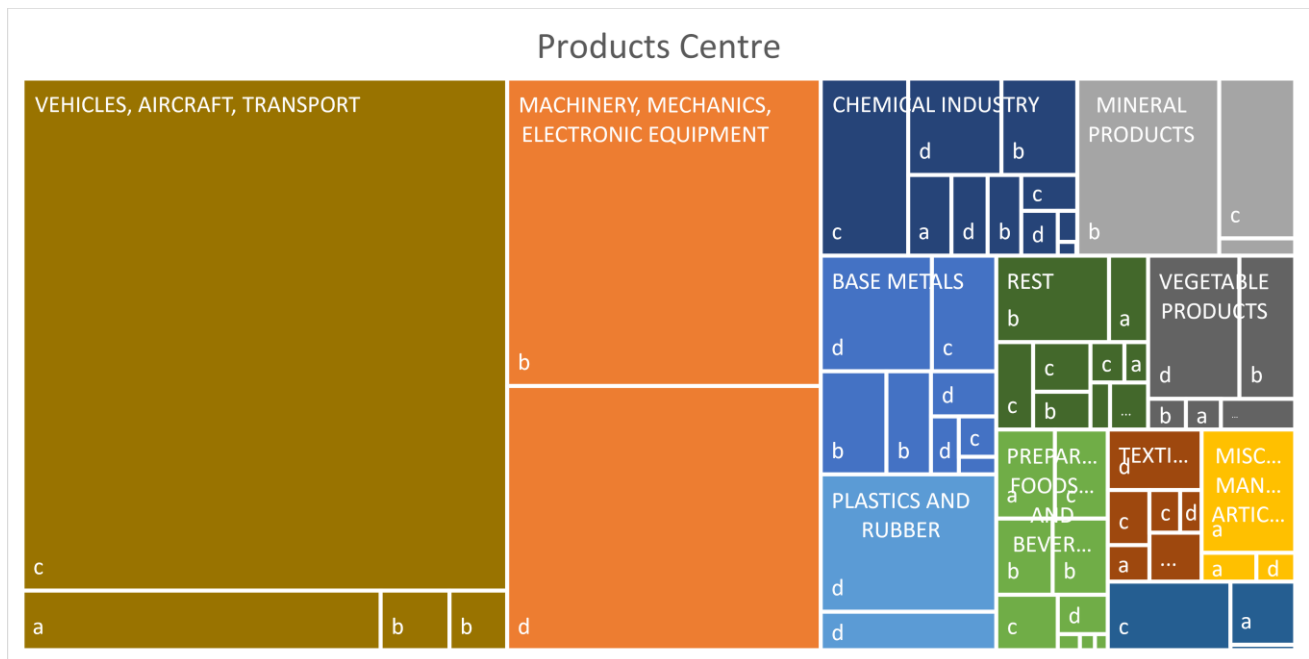 Products Centre
VEHICLES, AIRCRAFT, TRANSPORT
c
a
b
b
MACHINERY, MECHANICS,
ELECTRONIC EQUIPMENT
b
d
CHEMICAL INDUSTRY
c
d
b
a
d
b
c
d
MINERAL
PRODUCTS
b
c
BASE METALS
d
c
b
b
d
d
c
PLASTICS AND
RUBBER
d
d
REST
b
a
c
c
b
c
a
...
VEGETABLE
PRODUCTS
d
b
b
a
...
PREPAR...
FOODS...
AND
BEVER...
a
c
b
b
c
d
TEXTI...
d
c
c
d
a
...
MISC...
MAN...
ARTIC...
a
a
d
c
a